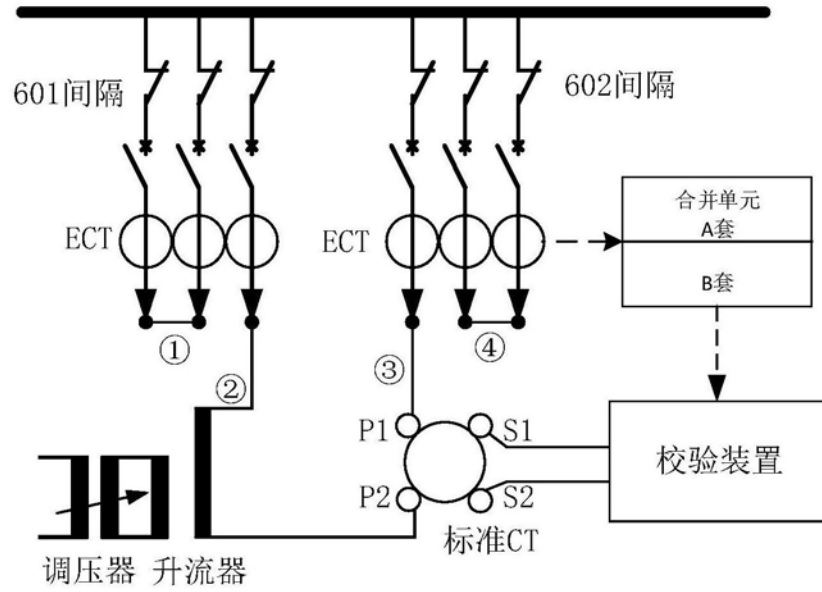 601间隔
602间隔
ECT
ECT
合并单元
A套
B套
①
②
③
④
P1
S1
P2
S2
校验装置
标准CT
调压器
升流器